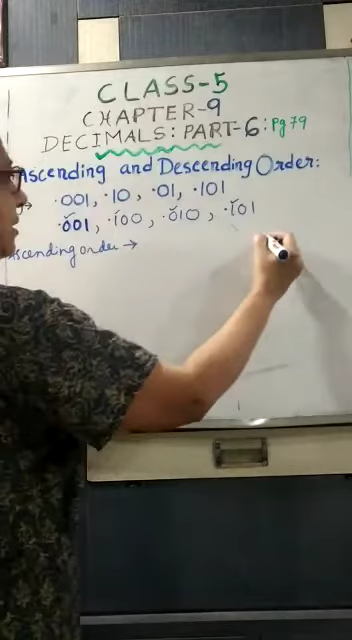 CLASS-5
CHAPTER-9
DECIMALS: PART-6: Pg 79
Ascending and Descending Order:
→ .001, .10, .01, .101
.001, .100, .010, .101
Ascending order →